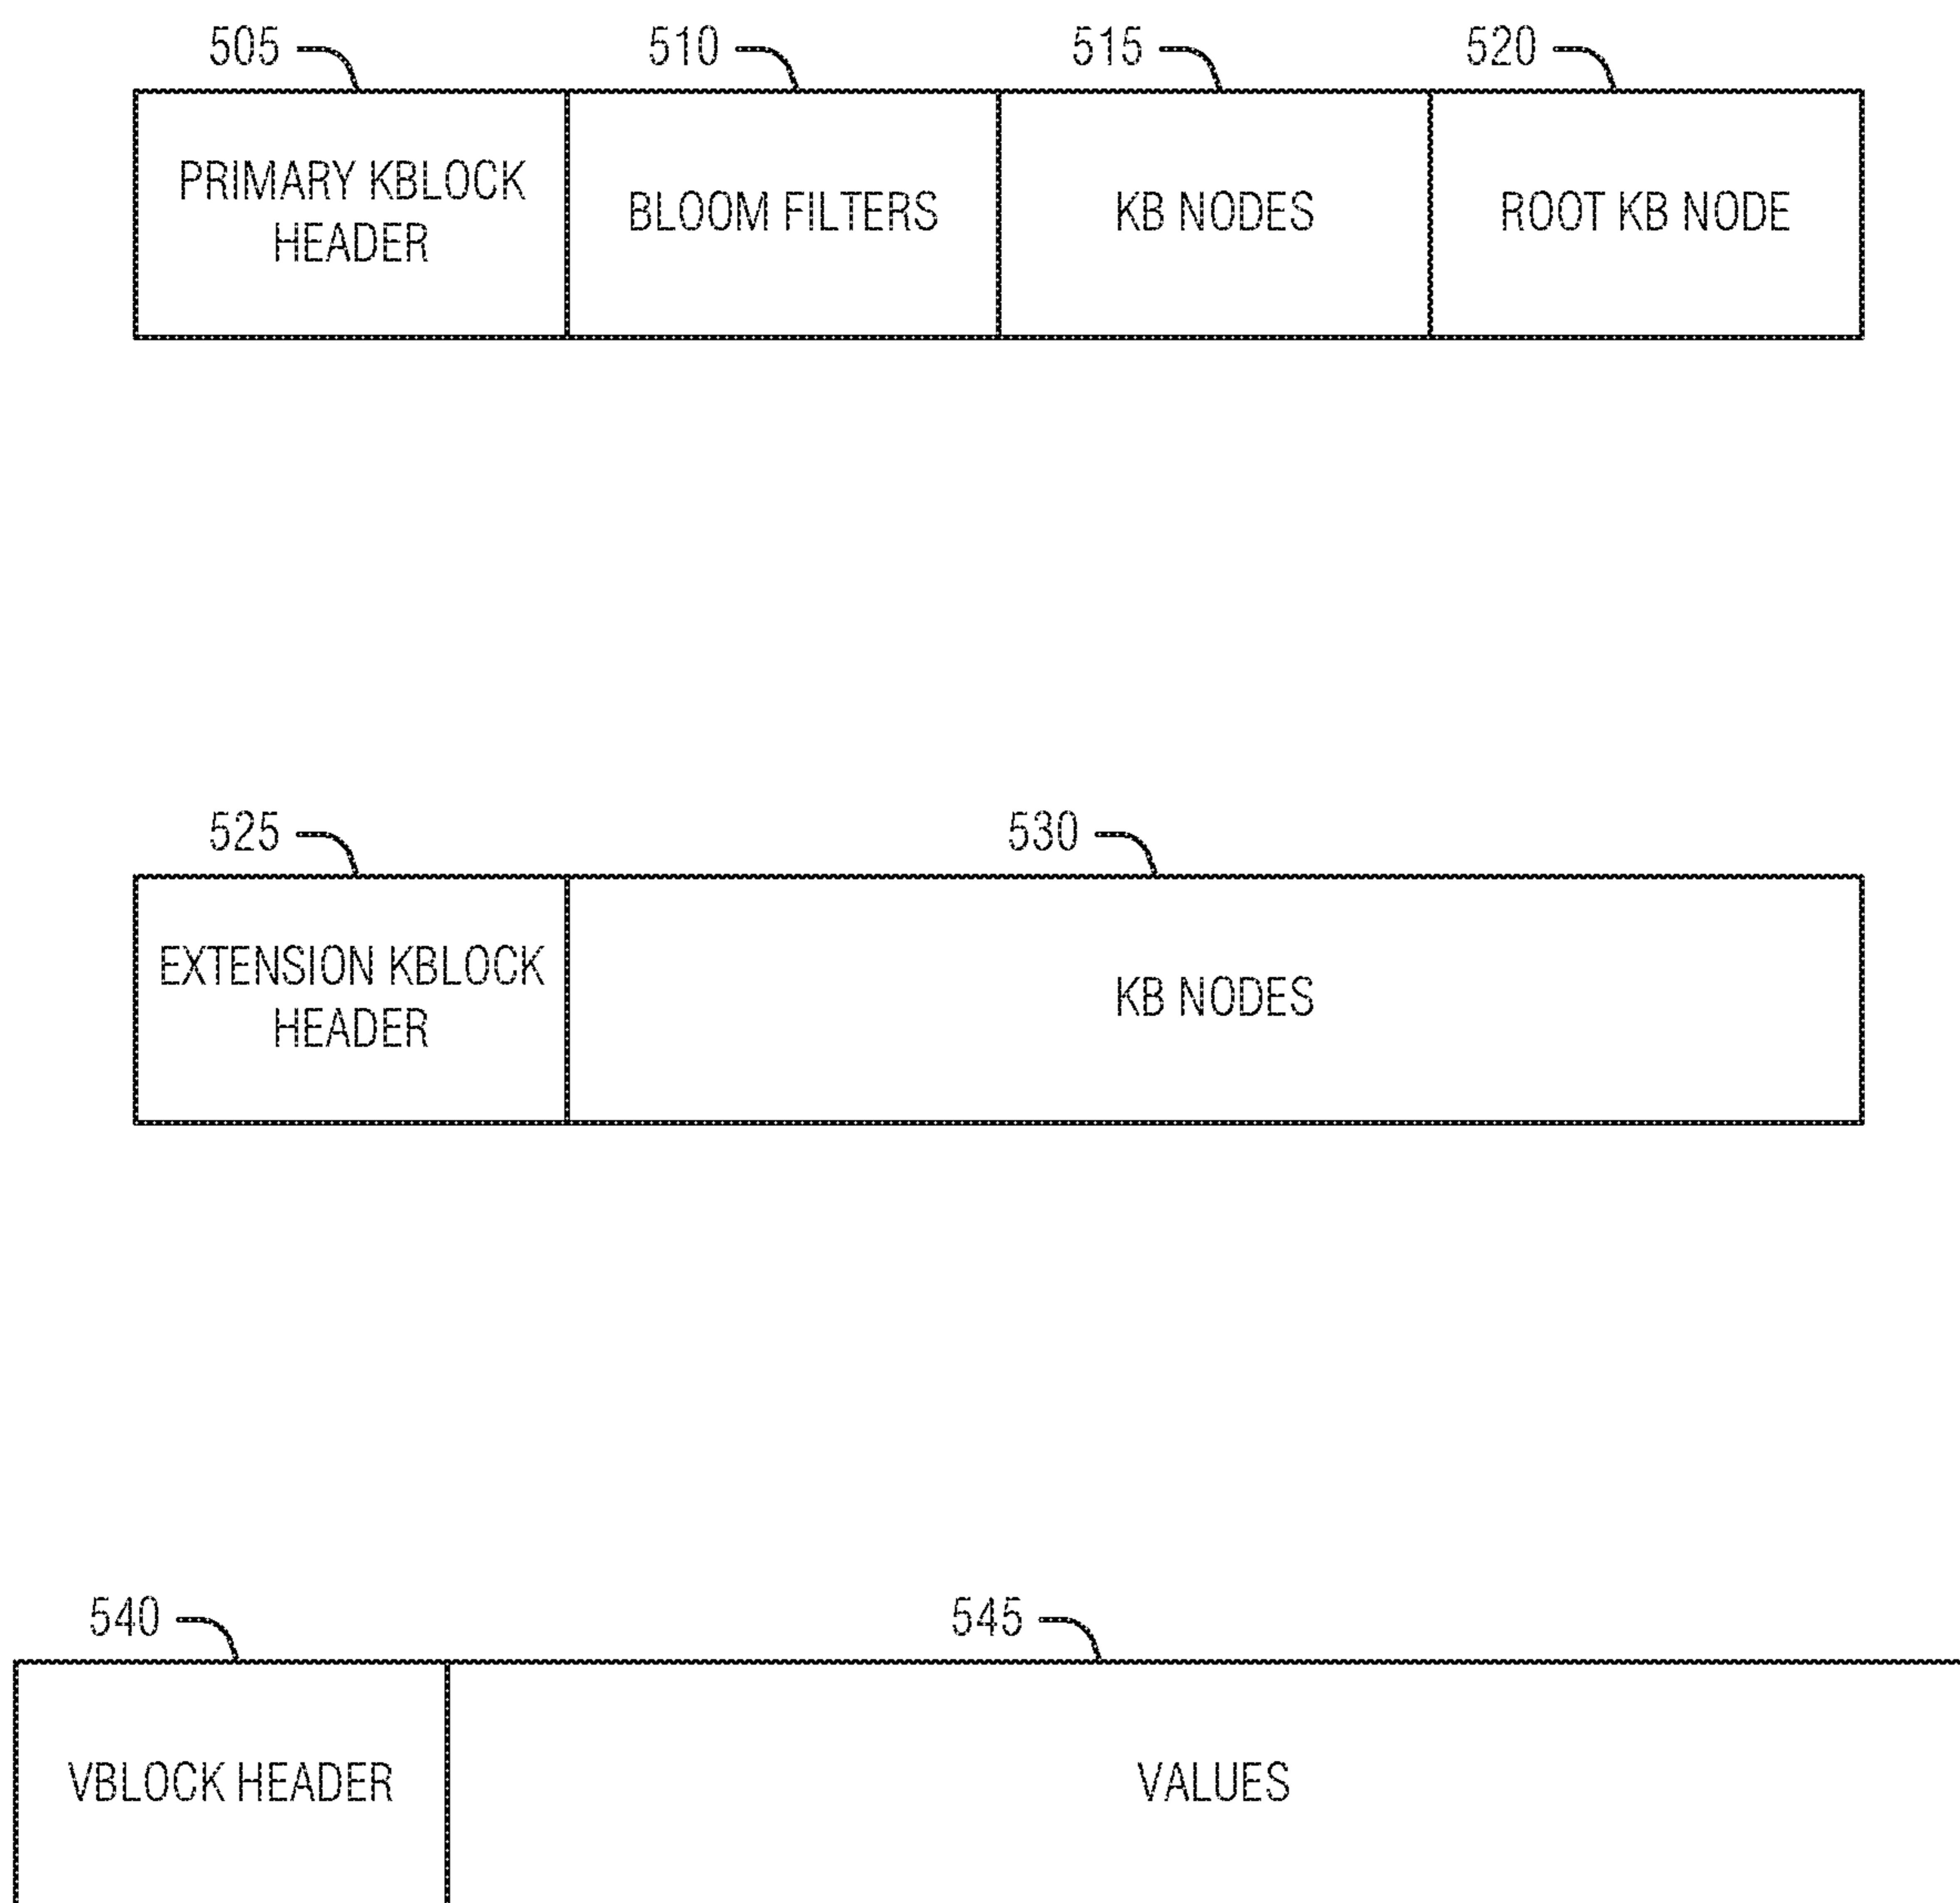 505
510
515
520
PRIMARY KBLOCK
HEADER
BLOOM FILTERS
KB NODES
ROOT KB NODE
525
530
EXTENSION KBLOCK
HEADER
KB NODES
540
545
VBLOCK HEADER
VALUES